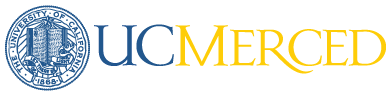 THE UNIVERSITY OF CALIFORNIA
1868
UCMERCED